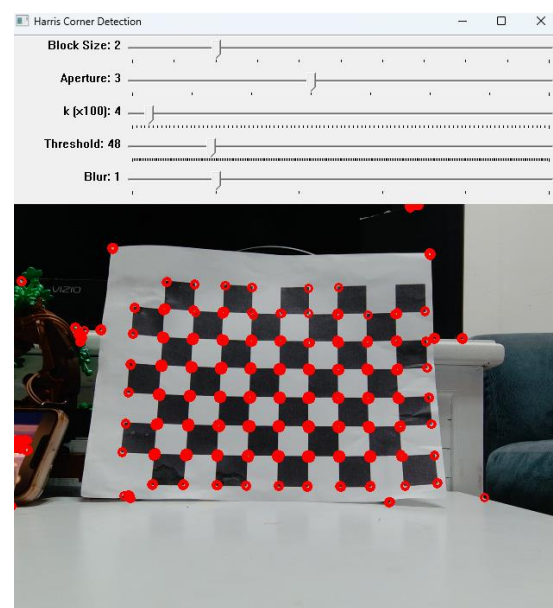 Harris Corner Detection
Block Size: 2
Aperture: 3
k (x100): 4
Threshold: 48
Blur: 1
VIZIO